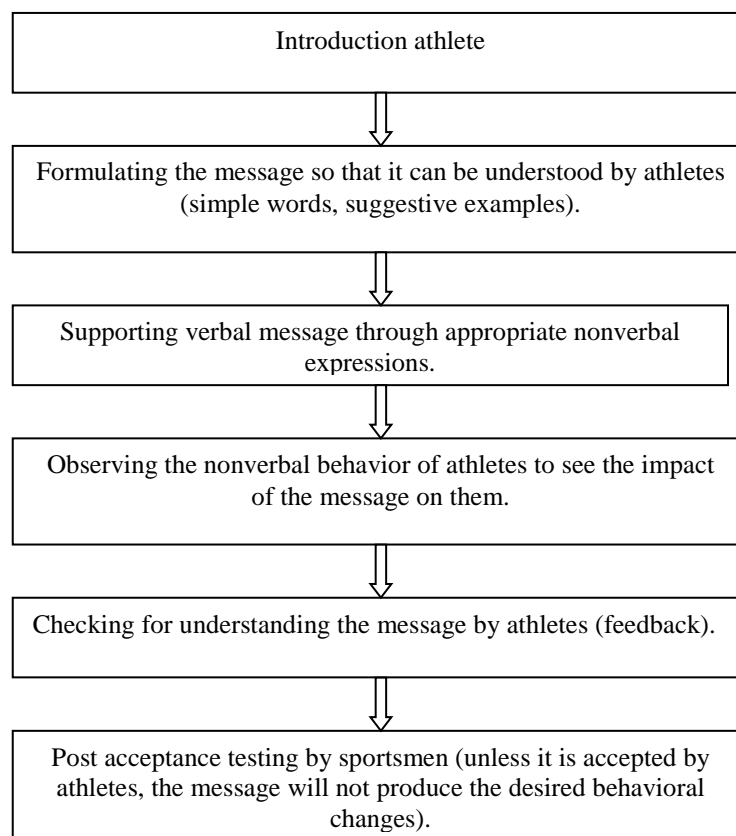 Introduction athlete
Formulating the message so that it can be understood by athletes
(simple words, suggestive examples).
Supporting verbal message through appropriate nonverbal
expressions.
Observing the nonverbal behavior of athletes to see the impact
of the message on them.
Checking for understanding the message by athletes (feedback).
Post acceptance testing by sportsmen (unless it is accepted by
athletes, the message will not produce the desired behavioral
changes).